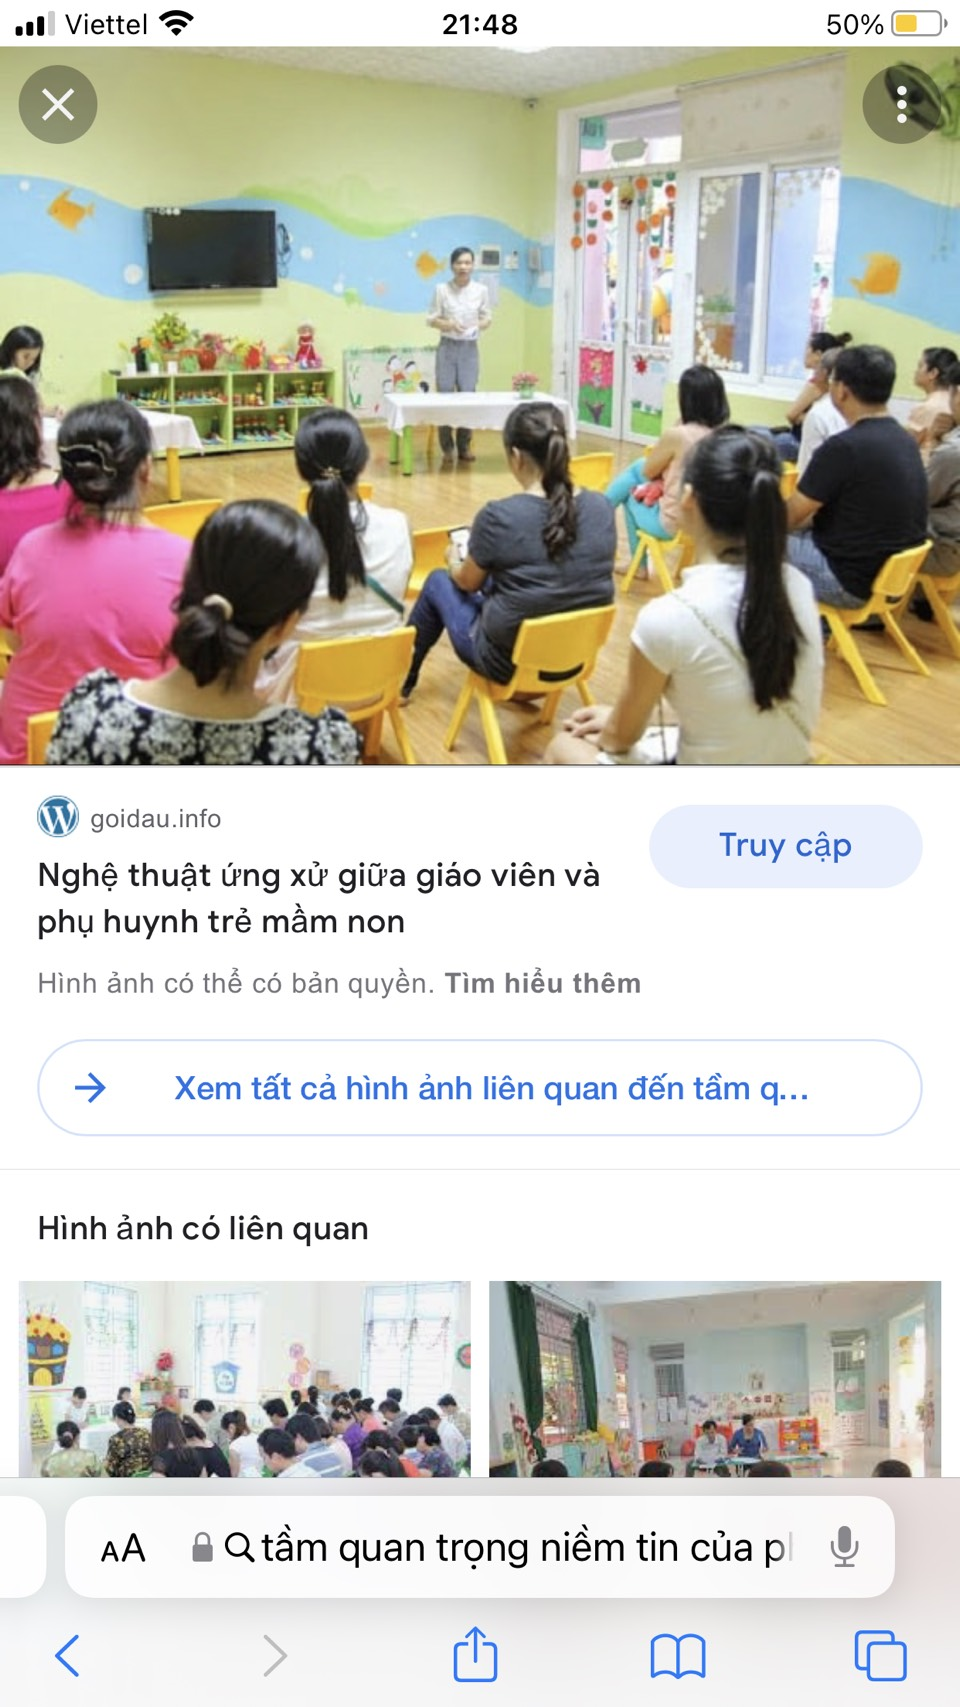 Viettel
21:48
50%
goidau.info
Nghệ thuật ứng xử giữa giáo viên và
phụ huynh trẻ mầm non
Truy cập
Hình ảnh có thể có bản quyền. Tìm hiểu thêm
Xem tất cả hình ảnh liên quan đến tầm q...
Hình ảnh có liên quan
AA
tầm quan trọng niềm tin của